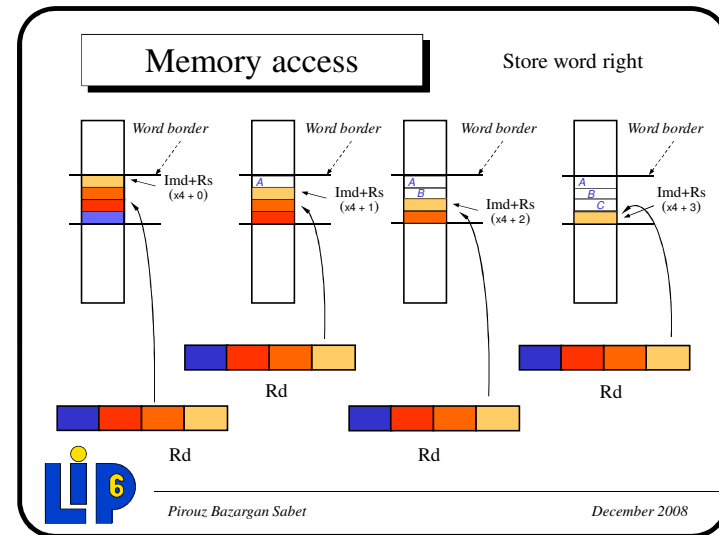 Memory access
Store word right
Word border
Word border
Word border
Word border
Imd+Rs
(x4 + 0)
A
Imd+Rs
(x4 + 1)
A
B
Imd+Rs
(x4 + 2)
A
B
C
Imd+Rs
(x4 + 3)
Rd
Rd
Rd
Rd
LiP6
Pirouz Bazargan Sabet
December 2008